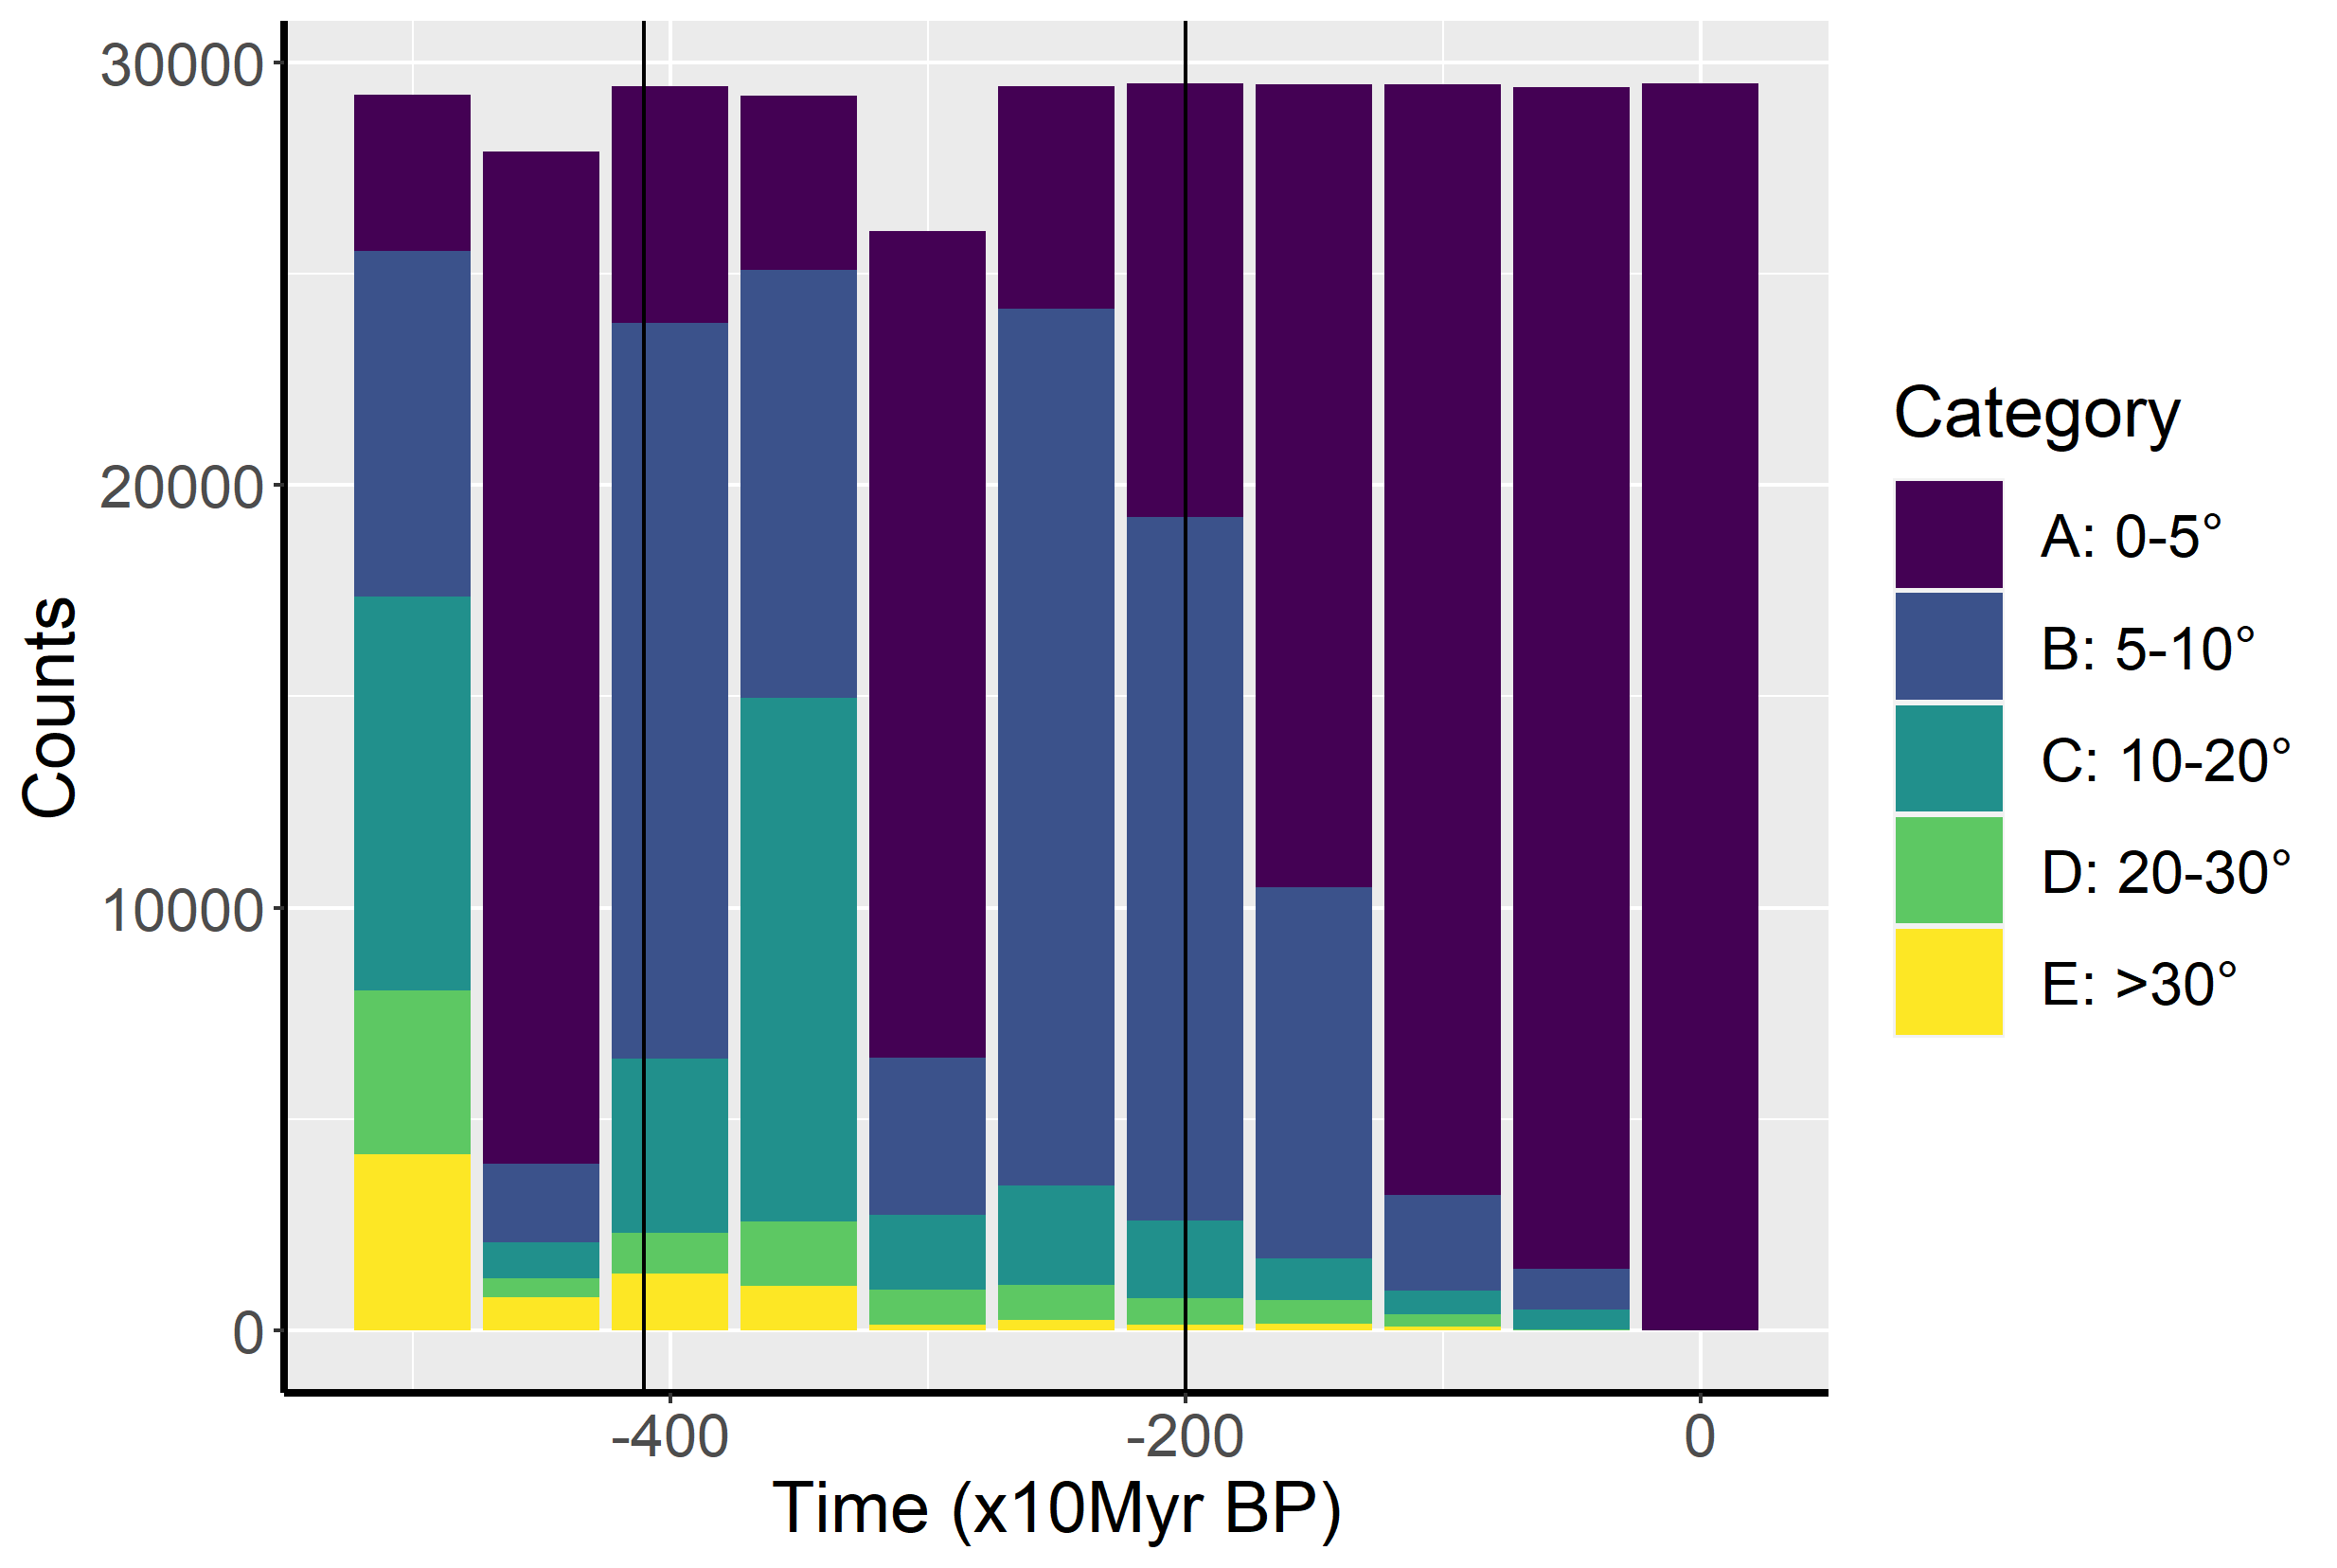 30000
20000
10000
0
Counts
-400
-200
0
Time (x10Myr BP)
Category
A: 0-5°
B: 5-10°
C: 10-20°
D: 20-30°
E: >30°